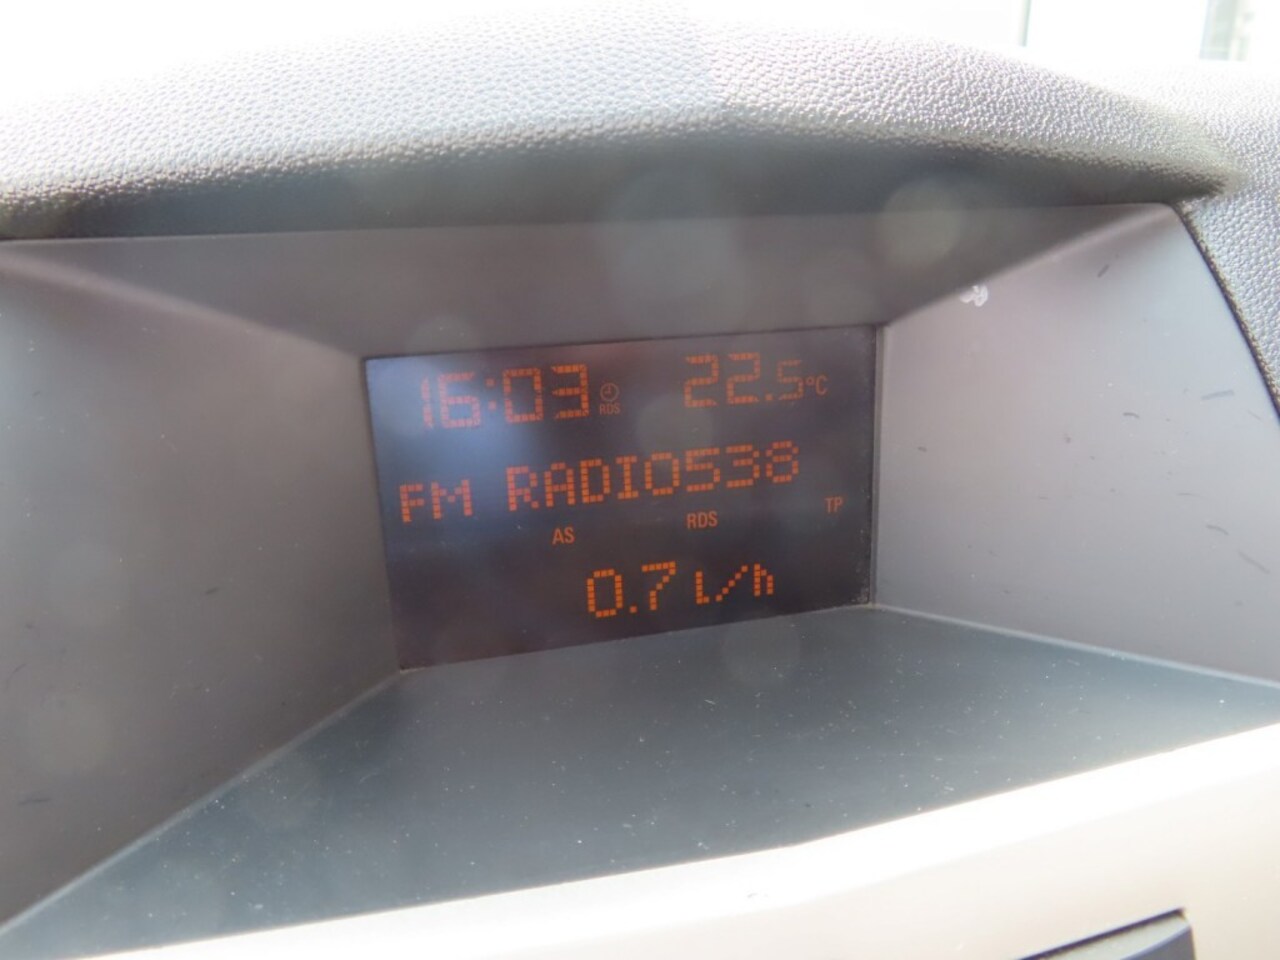 16:03 RDS 22.5°C
FM RADIO538
AS RDS TP
0.7 l/h